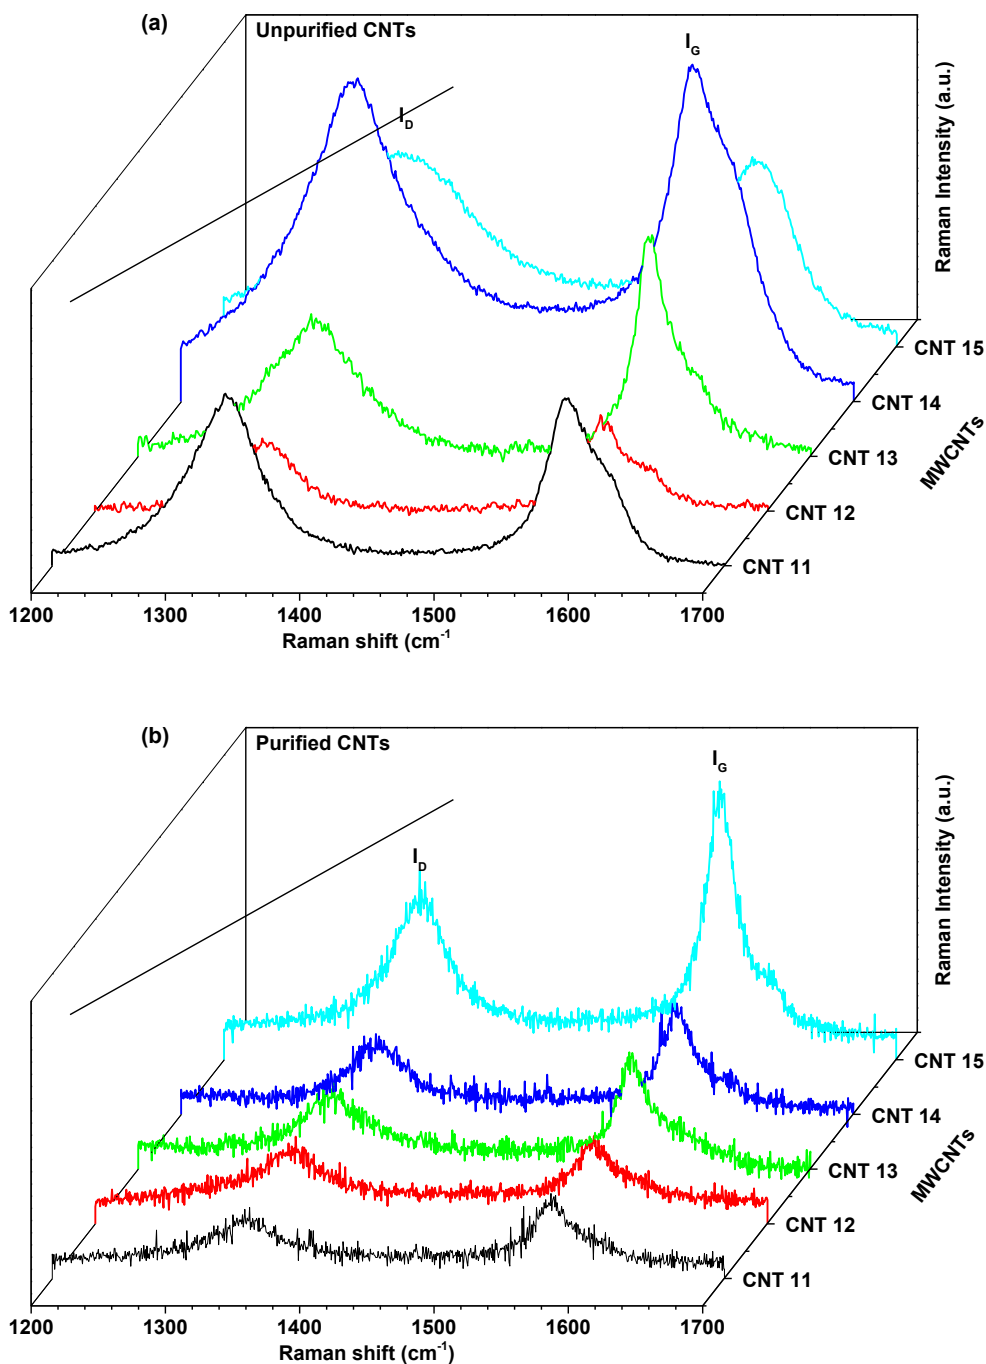 (a)
Unpurified CNTs
I_G
I_D
Raman Intensity (a.u.)
CNT 15
CNT 14
CNT 13
CNT 12
CNT 11
MWCNTs
1200 1300 1400 1500 1600 1700
Raman shift (cm⁻¹)
(b)
Purified CNTs
I_G
I_D
Raman Intensity (a.u.)
CNT 15
CNT 14
CNT 13
CNT 12
CNT 11
MWCNTs
1200 1300 1400 1500 1600 1700
Raman shift (cm⁻¹)